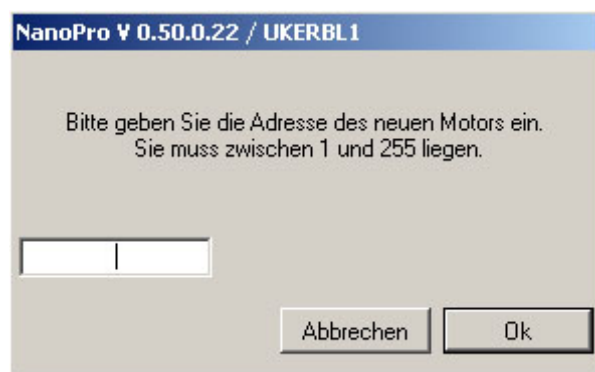 NanoPro V 0.50.0.22 / UKERBL1
Bitte geben Sie die Adresse des neuen Motors ein.
Sie muss zwischen 1 und 255 liegen.
Abbrechen Ok